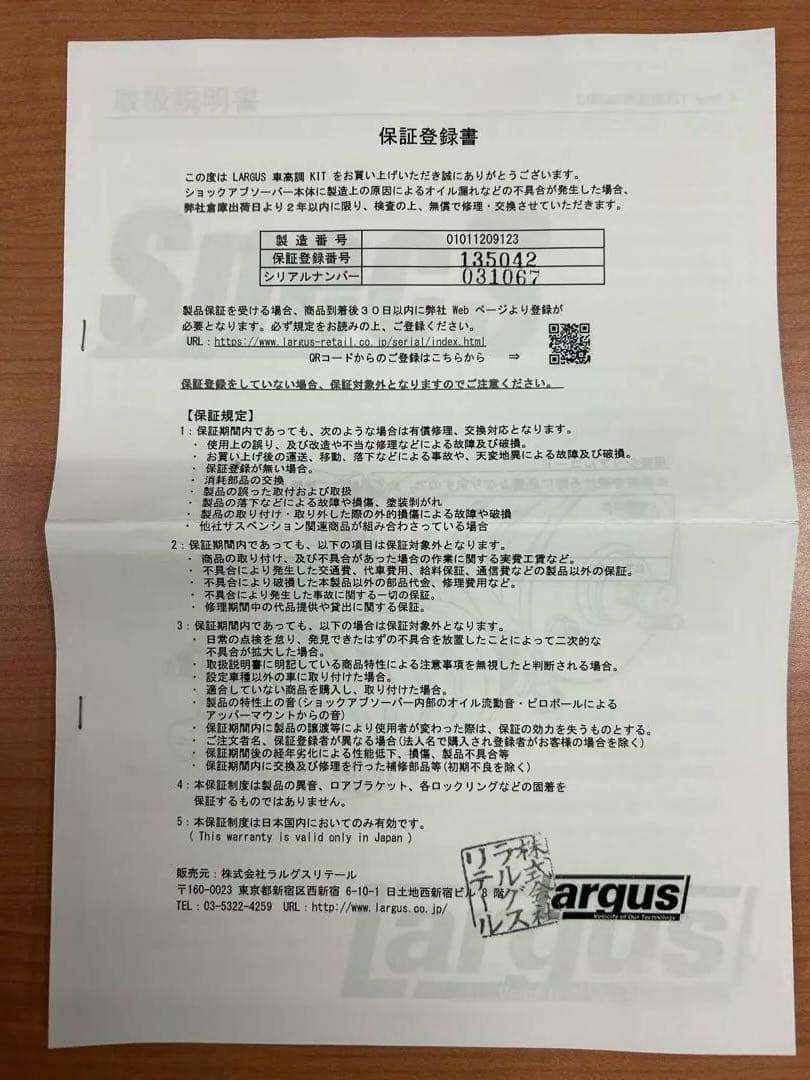 取扱説明書
保証登録書
この度は LARGUS 車高調 KIT をお買い上げいただき誠にありがとうございます。
ショックアブソーバー本体に製造上の原因によるオイル漏れなどの不具合が発生した場合、
弊社倉庫出荷日より２年以内に限り、検査の上、無償で修理・交換させていただきます。
製造番号 01011209123
保証登録番号 135042
シリアルナンバー 031067
製品保証を受ける場合、商品到着後３０日以内に弊社 Web ページより登録が
必要となります。必ず規定をお読みの上、ご登録ください。
URL：https://www.largus-retail.co.jp/serial/index.html
QRコードからのご登録はこちらから ⇒
保証登録をしていない場合、保証対象外となりますのでご注意ください。
【保証規定】
1：保証期間内であっても、次のような場合は有償修理、交換対応となります。
・ 使用上の誤り、及び改造や不当な修理などによる故障及び破損。
・ お買い上げ後の運送、移動、落下などによる事故や、天変地異による故障及び破損。
・ 保証登録が無い場合。
・ 消耗部品の交換
・ 製品の誤った取付および取扱
・ 製品の落下などによる故障や損傷、塗装剥がれ
・ 製品の取り付け・取り外した際の外的損傷による故障や破損
・ 他社サスペンション関連商品が組み合わさっている場合
2：保証期間内であっても、以下の項目は保証対象外となります。
・ 商品の取り付け、及び不具合があった場合の作業に関する実費工賃など。
・ 不具合により発生した交通費、代車費用、給料保証、通信費などの製品以外の保証。
・ 不具合により破損した本製品以外の部品代金、修理費用など。
・ 不具合により発生した事故に関する一切の保証。
・ 修理期間中の代品提供や貸出に関する保証。
3：保証期間内であっても、以下の場合は保証対象外となります。
・ 日常の点検を怠り、発見できたはずの不具合を放置したことによって二次的な
不具合が拡大した場合。
・ 取扱説明書に明記している商品特性による注意事項を無視したと判断される場合。
・ 設定車種以外の車に取り付けた場合。
・ 適合していない商品を購入し、取り付けた場合。
・ 製品の特性上の音(ショックアブソーバー内部のオイル流動音・ピロボールによる
アッパーマウントからの音)
・ 保証期間内に製品の譲渡等により使用者が変わった際は、保証の効力を失うものとする。
・ ご注文者名、保証登録者が異なる場合(法人名で購入され登録者がお客様の場合を除く)
・ 保証期間後の経年劣化による性能低下、損傷、製品不具合等
・ 保証期間内に交換及び修理を行った補修部品等(初期不良を除く)
4：本保証制度は製品の異音、ロアブラケット、各ロックリングなどの固着を
保証するものではありません。
5：本保証制度は日本国内においてのみ有効です。
( This warranty is valid only in Japan )
販売元：株式会社ラルグスリテール
〒160-0023 東京都新宿区西新宿 6-10-1 日土地西新宿ビル 8 階
TEL：03-5322-4259 URL：http://www.largus.co.jp/
株式会社
ラルグス
リテール
Largus
Velocity of Our Technology